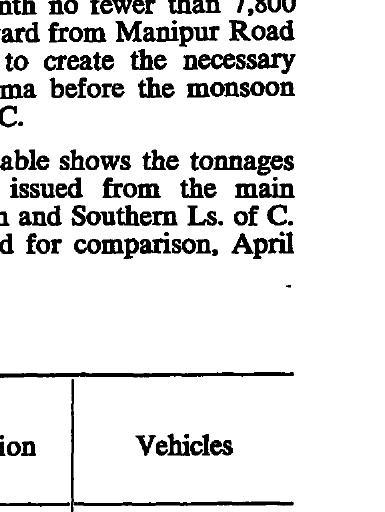 nth no fewer than 7,800
ard from Manipur Road
to create the necessary
ma before the monsoon
C.
able shows the tonnages
issued from the main
n and Southern Ls. of C.
d for comparison, April
ion Vehicles